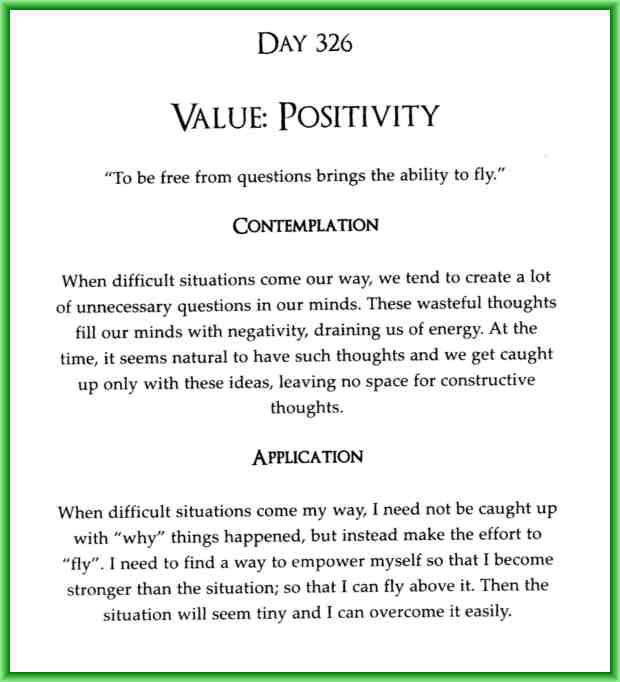 DAY 326
VALUE: POSITIVITY
“To be free from questions brings the ability to fly.”
CONTEMPLATION
When difficult situations come our way, we tend to create a lot
of unnecessary questions in our minds. These wasteful thoughts
fill our minds with negativity, draining us of energy. At the
time, it seems natural to have such thoughts and we get caught
up only with these ideas, leaving no space for constructive
thoughts.
APPLICATION
When difficult situations come my way, I need not be caught up
with “why” things happened, but instead make the effort to
“fly”. I need to find a way to empower myself so that I become
stronger than the situation; so that I can fly above it. Then the
situation will seem tiny and I can overcome it easily.